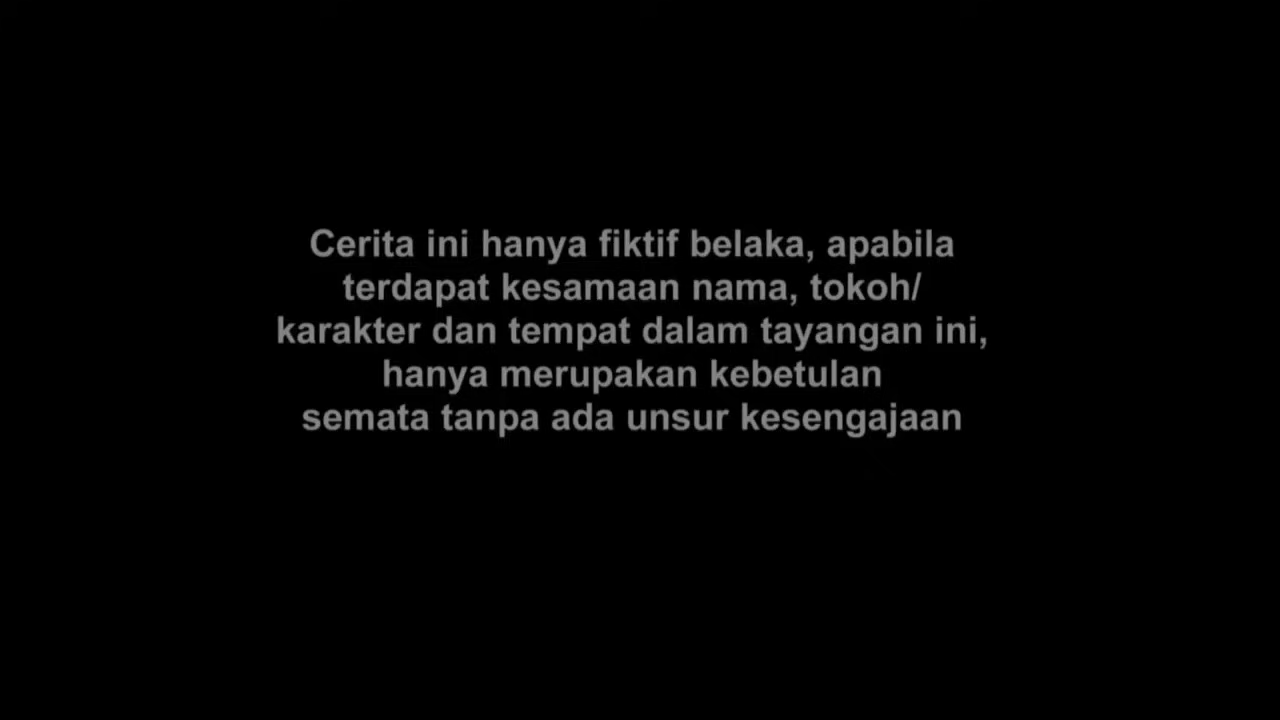 Cerita ini hanya fiktif belaka, apabila
terdapat kesamaan nama, tokoh/
karakter dan tempat dalam tayangan ini,
hanya merupakan kebetulan
semata tanpa ada unsur kesengajaan